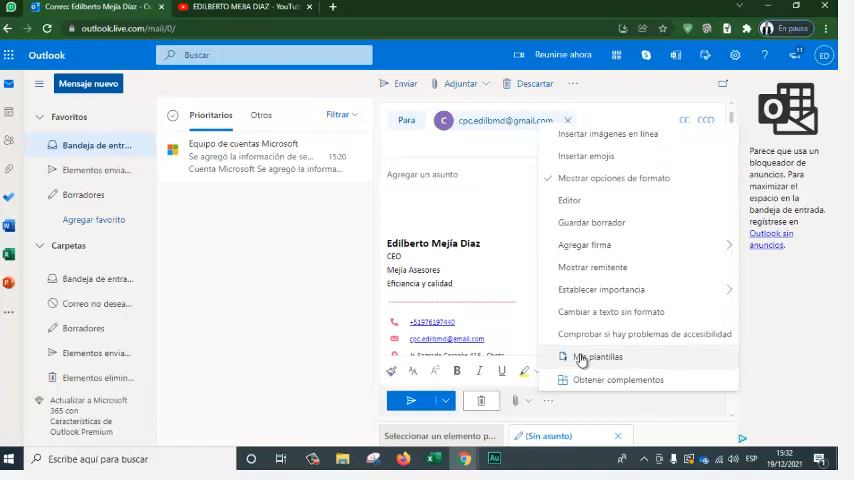 Correo: Edilberto Mejía Díaz - Ou
EDILBERTO MEJIA DIAZ - YouTub
outlook.live.com/mail/0/
En pausa
Outlook
Buscar
Reunirse ahora
ED
Mensaje nuevo
Prioritarios
Otros
Filtrar
Enviar
Adjuntar
Descartar
Favoritos
Bandeja de entr...
Elementos envia...
Borradores
Agregar favorito
Carpetas
Bandeja de entra...
Correo no desea...
Borradores
Elementos envia...
Elementos elimin...
Actualizar a Microsoft
365 con
Características de
Outlook Premium
Equipo de cuentas Microsoft
Se agregó la información de se...
15:20
Cuenta Microsoft Se agregó la informa...
Para
C
cpc.edilbmd@gmail.com
CC
CCO
Agregar un asunto
Edilberto Mejía Diaz
CEO
Mejía Asesores
Eficiencia y calidad
+51976197440
cpc.edilbmd@gmail.com
Jr. Sagrado Corazón 416 - Chota
Insertar imágenes en línea
Insertar emojis
Mostrar opciones de formato
Editor
Guardar borrador
Agregar firma
Mostrar remitente
Establecer importancia
Cambiar a texto sin formato
Comprobar si hay problemas de accesibilidad
Mis plantillas
Obtener complementos
Seleccionar un elemento p...
(Sin asunto)
Parece que usa un
bloqueador de
anuncios. Para
maximizar el
espacio en la
bandeja de entrada,
regístrese en
Outlook sin
anuncios.
Escribe aquí para buscar
ESP
15:32
19/12/2021